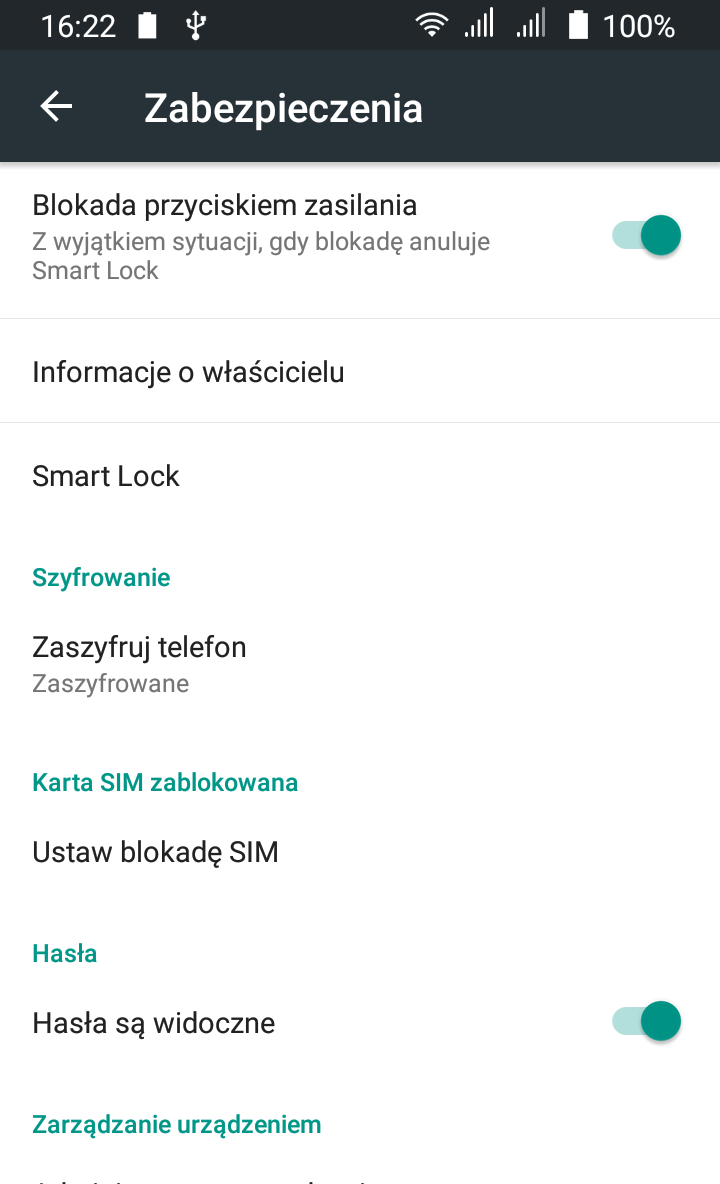 16:22 100%
Zabezpieczenia
Blokada przyciskiem zasilania
Z wyjątkiem sytuacji, gdy blokadę anuluje
Smart Lock
Informacje o właścicielu
Smart Lock
Szyfrowanie
Zaszyfruj telefon
Zaszyfrowane
Karta SIM zablokowana
Ustaw blokadę SIM
Hasła
Hasła są widoczne
Zarządzanie urządzeniem